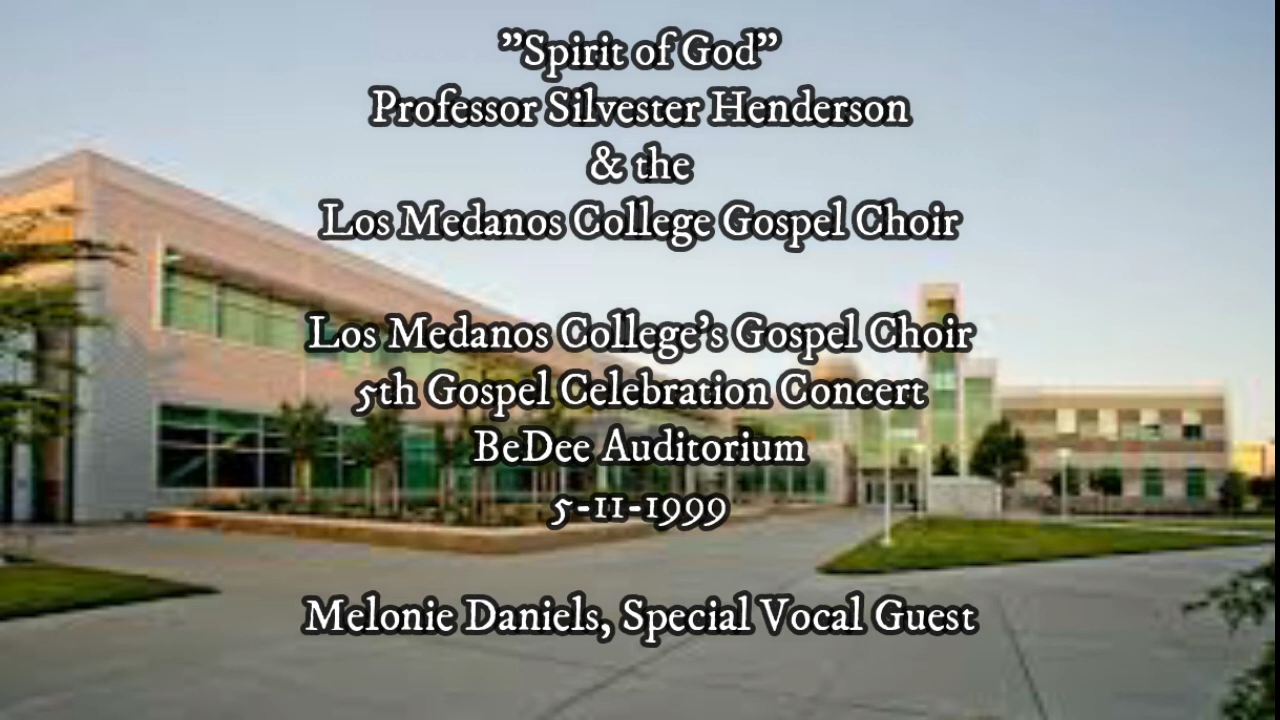 ”Spirit of God”
Professor Silvester Henderson
& the
Los Medanos College Gospel Choir
Los Medanos College’s Gospel Choir
5th Gospel Celebration Concert
BeDee Auditorium
5-11-1999
Melonie Daniels, Special Vocal Guest